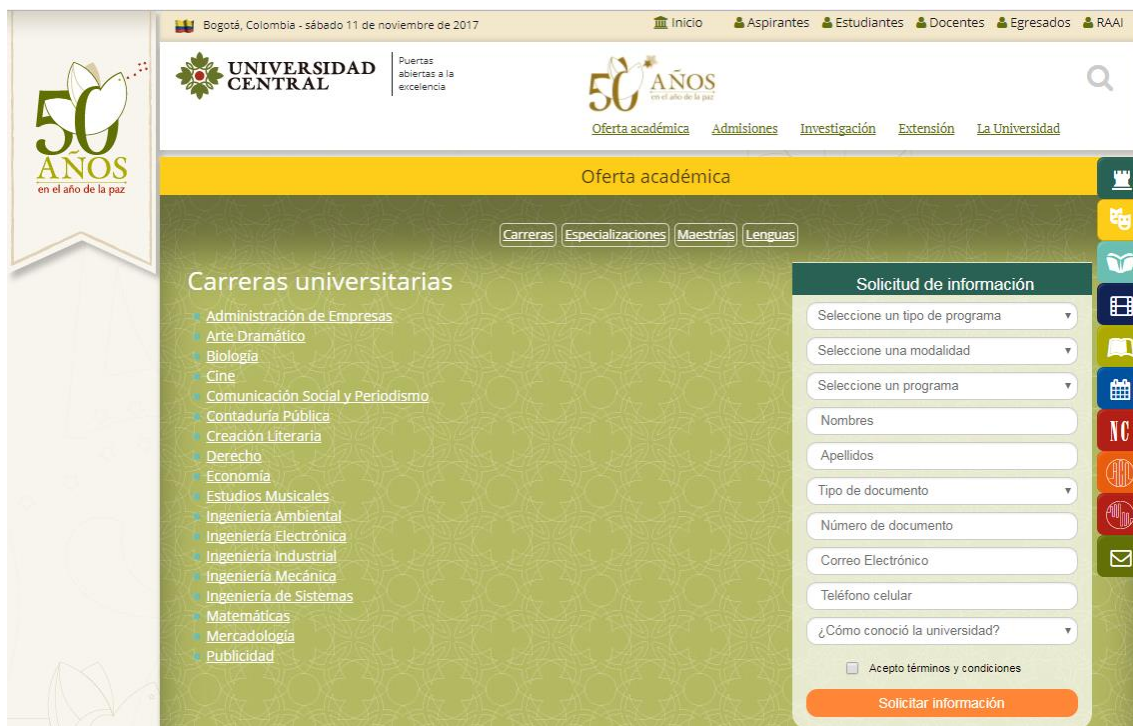 Bogotá, Colombia - sábado 11 de noviembre de 2017
Inicio Aspirantes Estudiantes Docentes Egresados RAAI
50
AÑOS
en el año de la paz
UNIVERSIDAD
CENTRAL
Puertas
abiertas a la
excelencia
50 AÑOS
en el año de la paz
Oferta académica Admisiones Investigación Extensión La Universidad
Oferta académica
Carreras Especializaciones Maestrías Lenguas
Carreras universitarias
Administración de Empresas
Arte Dramático
Biología
Cine
Comunicación Social y Periodismo
Contaduría Pública
Creación Literaria
Derecho
Economía
Estudios Musicales
Ingeniería Ambiental
Ingeniería Electrónica
Ingeniería Industrial
Ingeniería Mecánica
Ingeniería de Sistemas
Matemáticas
Mercadología
Publicidad
Solicitud de información
Seleccione un tipo de programa
Seleccione una modalidad
Seleccione un programa
Nombres
Apellidos
Tipo de documento
Número de documento
Correo Electrónico
Teléfono celular
¿Cómo conoció la universidad?
Acepto términos y condiciones
Solicitar información
NC